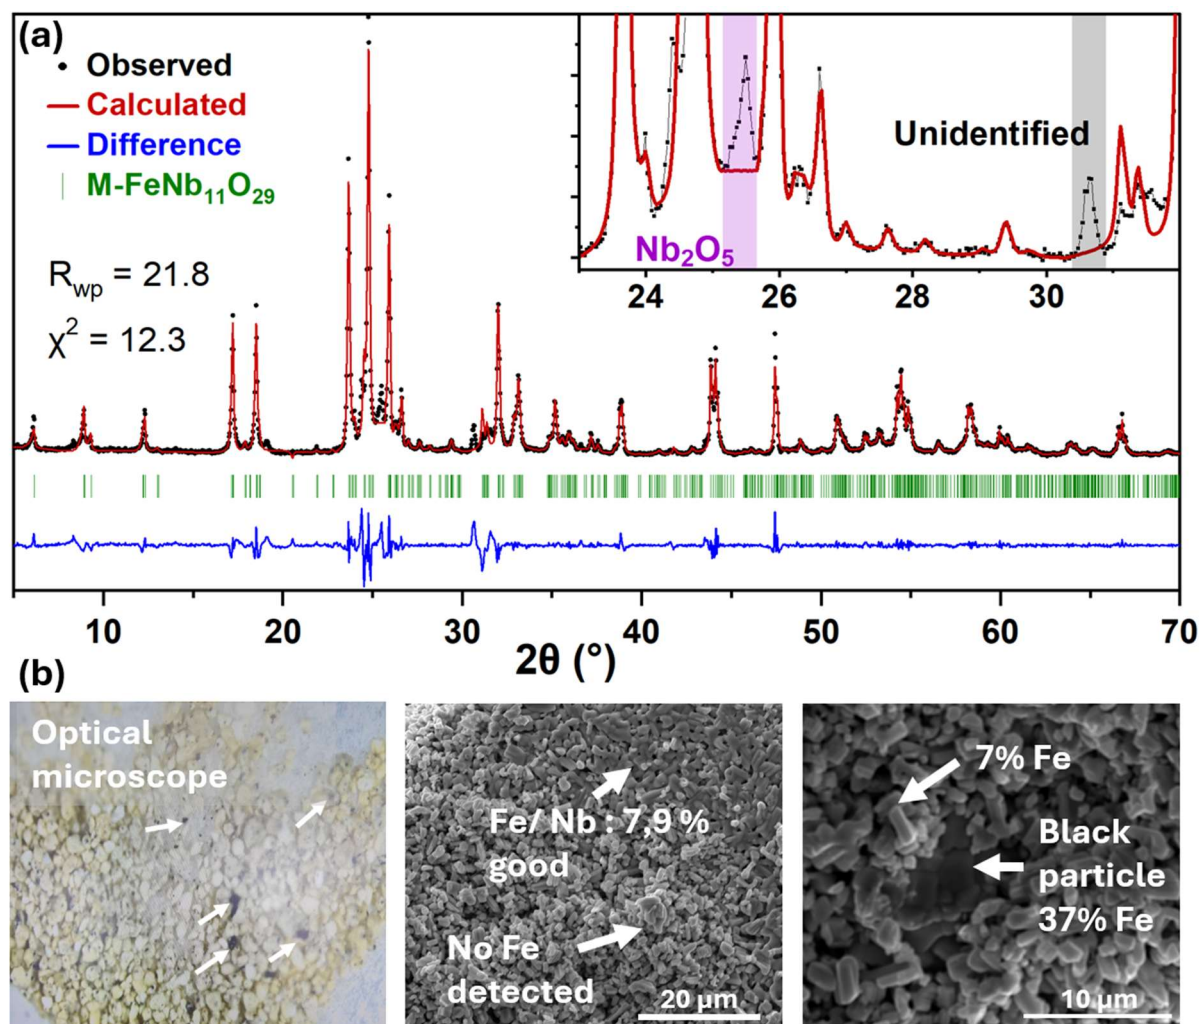 (a)
Observed
Calculated
Difference
M-FeNb₁₁O₂₉
R_wp = 21.8
χ² = 12.3
Unidentified
Nb₂O₅
24 26 28 30
10 20 30 40 50 60 70
2θ (°)
(b)
Optical
microscope
Fe/ Nb : 7,9 %
good
No Fe
detected
20 µm
7% Fe
Black
particle
37% Fe
10 µm